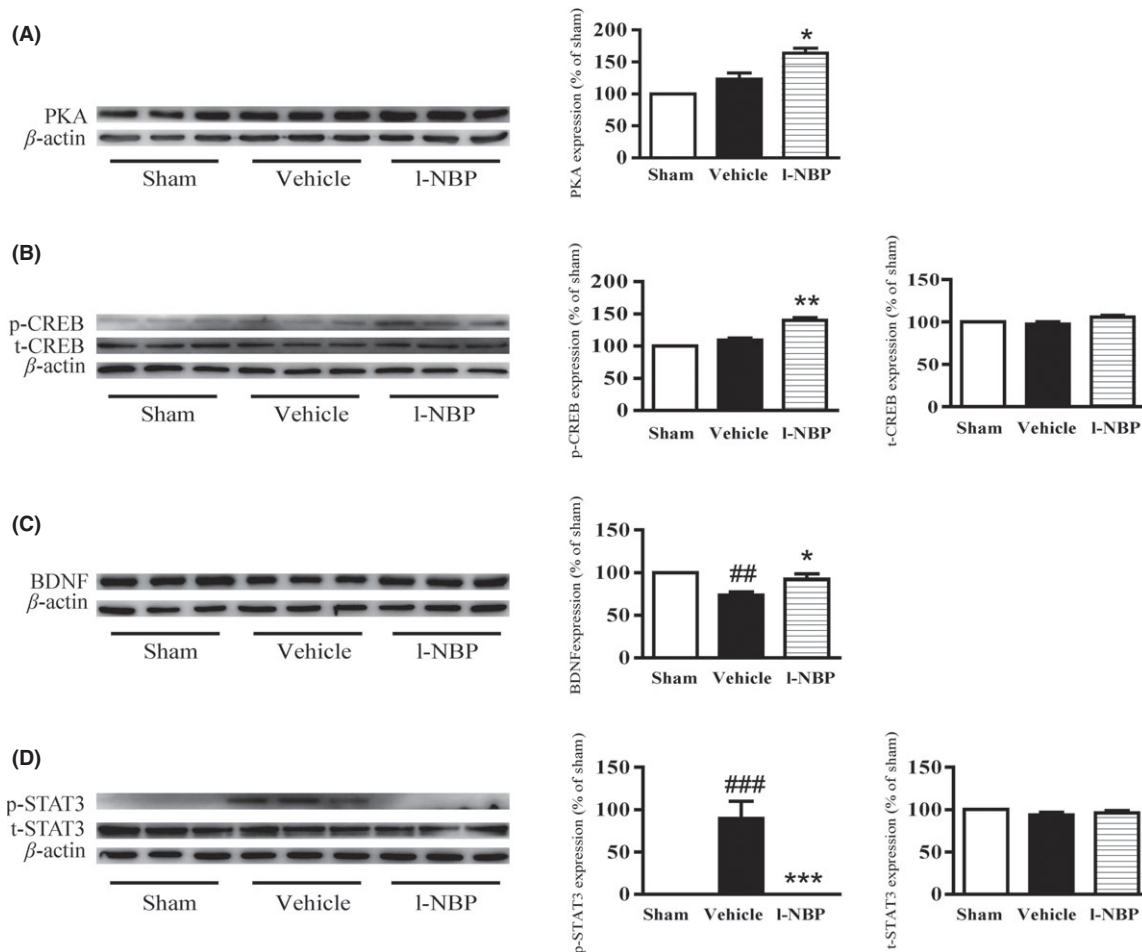 (A)
PKA
β-actin
Sham Vehicle l-NBP
PKA expression (% of sham)
200
150
100
50
0
*
Sham Vehicle l-NBP
(B)
p-CREB
t-CREB
β-actin
Sham Vehicle l-NBP
p-CREB expression (% of sham)
200
150
100
50
0
**
Sham Vehicle l-NBP
t-CREB expression (% of sham)
150
100
50
0
Sham Vehicle l-NBP
(C)
BDNF
β-actin
Sham Vehicle l-NBP
BDNFexpression (% of sham)
150
100
50
0
##
*
Sham Vehicle l-NBP
(D)
p-STAT3
t-STAT3
β-actin
Sham Vehicle l-NBP
p-STAT3 expression (% of sham)
150
100
50
0
###
***
Sham Vehicle l-NBP
t-STAT3 expression (% of sham)
150
100
50
0
Sham Vehicle l-NBP